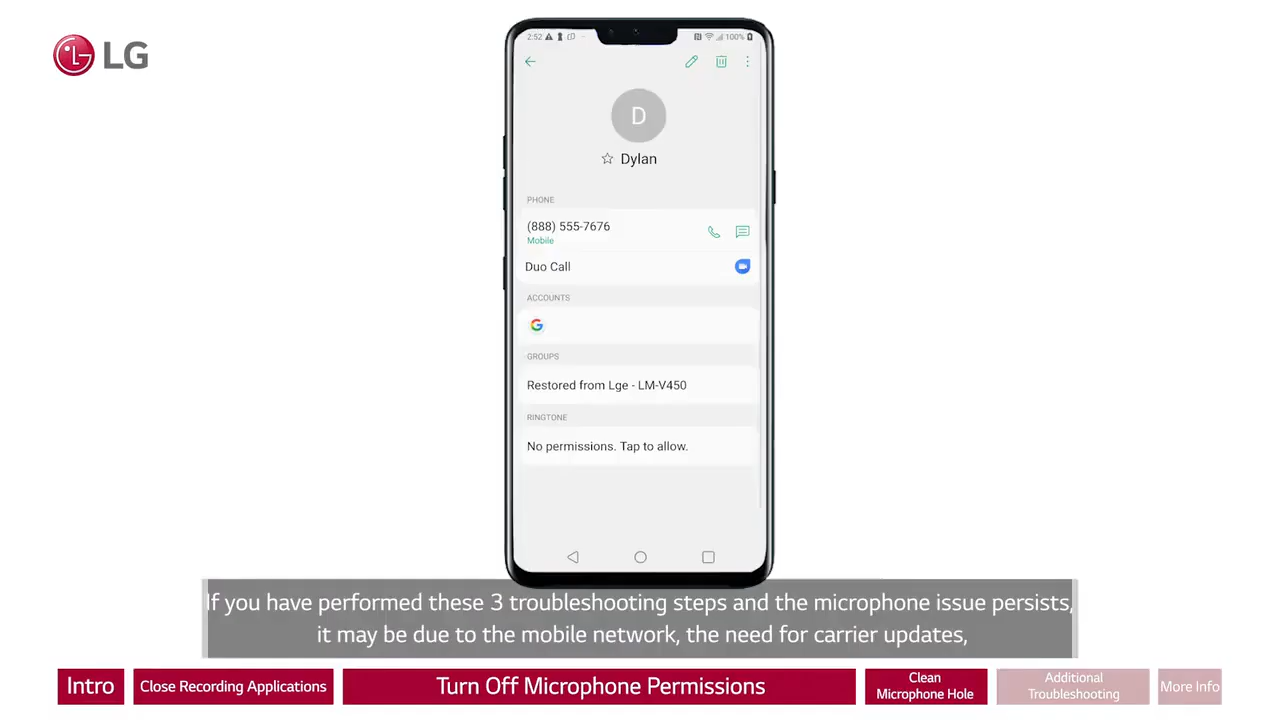 LG
2:52
100%
D
Dylan
PHONE
(888) 555-7676
Mobile
Duo Call
ACCOUNTS
G
GROUPS
Restored from Lge - LM-V450
RINGTONE
No permissions. Tap to allow.
If you have performed these 3 troubleshooting steps and the microphone issue persists,
it may be due to the mobile network, the need for carrier updates,
Intro
Close Recording Applications
Turn Off Microphone Permissions
Clean
Microphone Hole
Additional
Troubleshooting
More Info